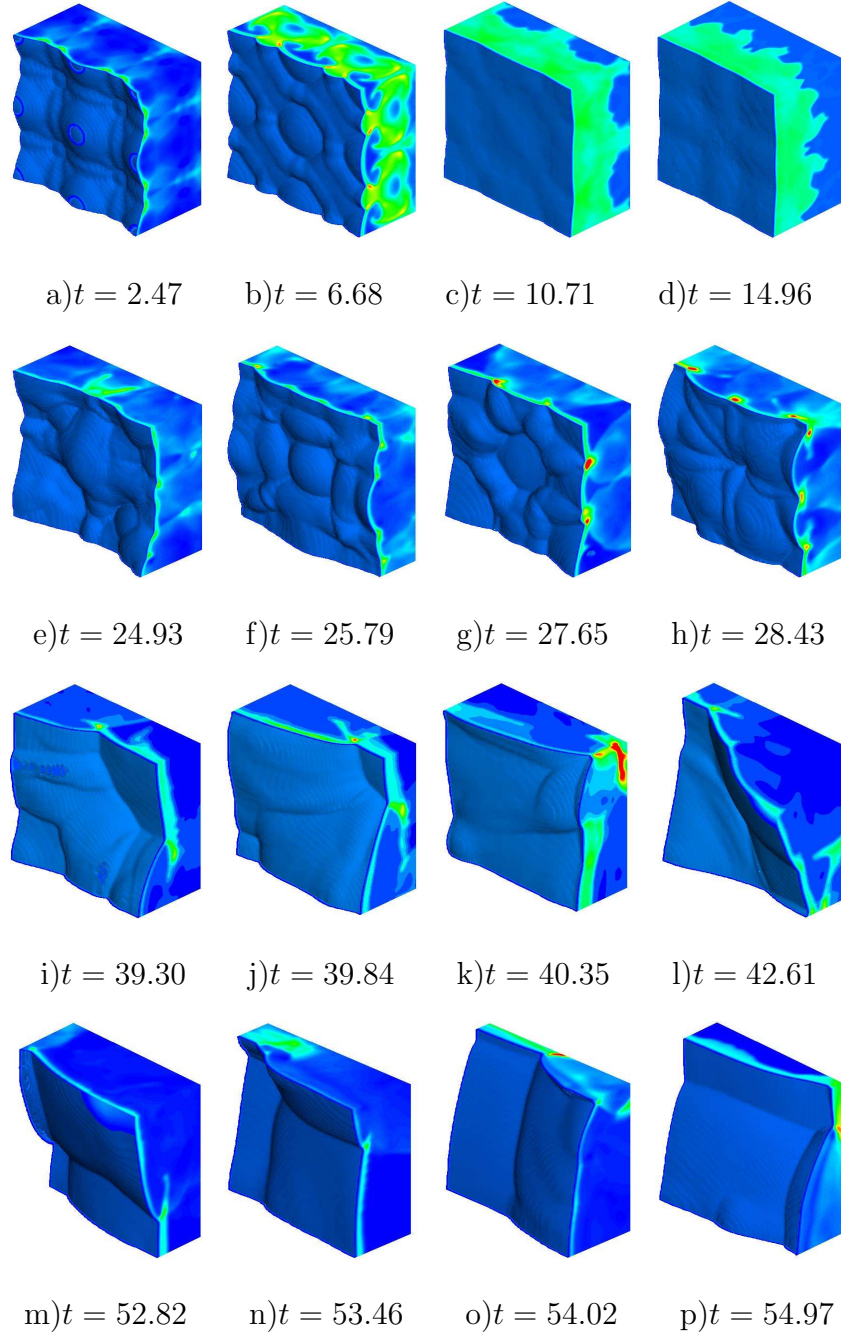 a)t = 2.47 b)t = 6.68 c)t = 10.71 d)t = 14.96
e)t = 24.93 f)t = 25.79 g)t = 27.65 h)t = 28.43
i)t = 39.30 j)t = 39.84 k)t = 40.35 l)t = 42.61
m)t = 52.82 n)t = 53.46 o)t = 54.02 p)t = 54.97